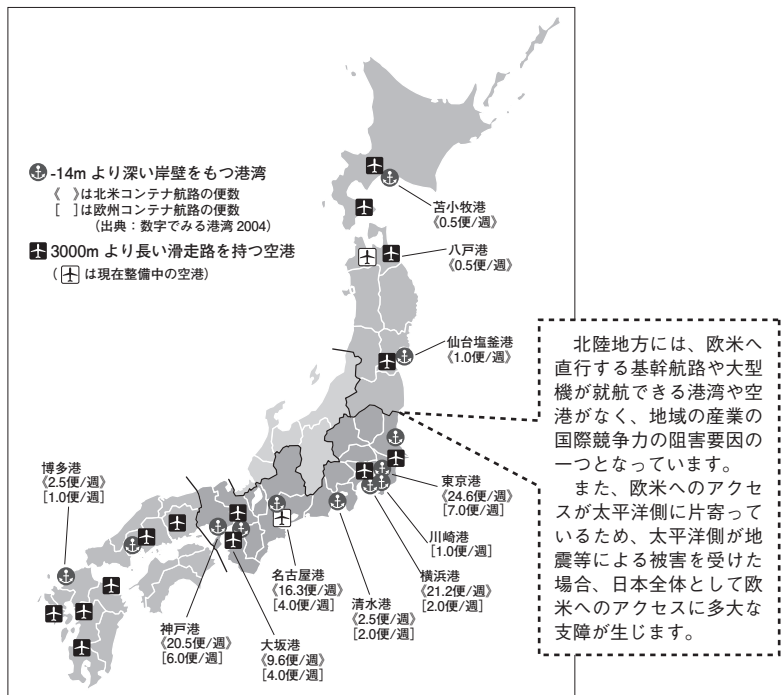 -14m より深い岸壁をもつ港湾
《　》は北米コンテナ航路の便数
[　]は欧州コンテナ航路の便数
(出典：数字でみる港湾 2004)
3000m より長い滑走路を持つ空港
(　は現在整備中の空港)
苫小牧港
《0.5便/週》
八戸港
《0.5便/週》
仙台塩釜港
《1.0便/週》
北陸地方には、欧米へ
直行する基幹航路や大型
機が就航できる港湾や空
港がなく、地域の産業の
国際競争力の阻害要因の
一つとなっています。
また、欧米へのアクセ
スが太平洋側に片寄って
いるため、太平洋側が地
震等による被害を受けた
場合、日本全体として欧
米へのアクセスに多大な
支障が生じます。
博多港
《2.5便/週》
[1.0便/週]
東京港
《24.6便/週》
[7.0便/週]
川崎港
[1.0便/週]
横浜港
《21.2便/週》
[2.0便/週]
清水港
《2.5便/週》
[2.0便/週]
名古屋港
《16.3便/週》
[4.0便/週]
大坂港
《9.6便/週》
[4.0便/週]
神戸港
《20.5便/週》
[6.0便/週]